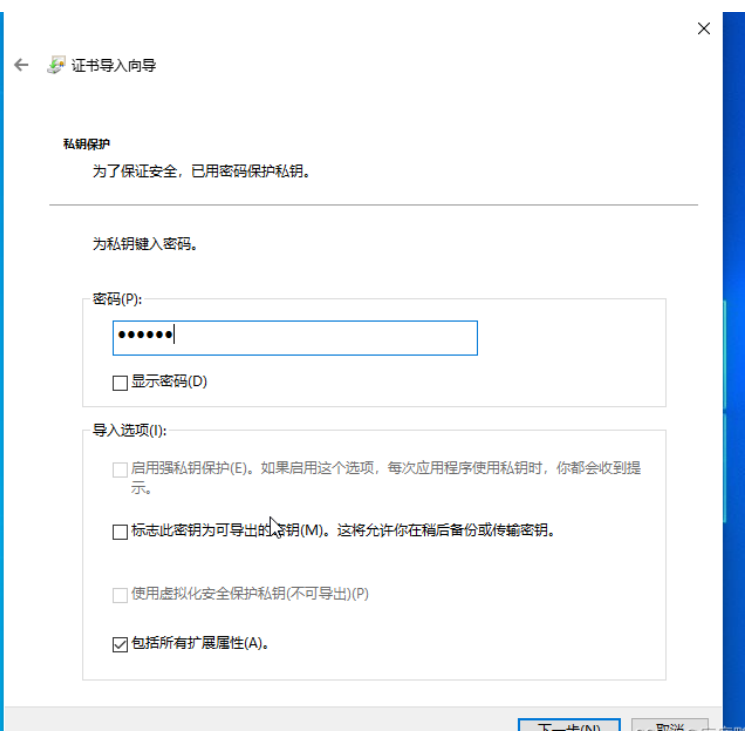 证书导入向导
私钥保护
为了保证安全，已用密码保护私钥。
为私钥键入密码。
密码(P):
••••••
显示密码(D)
导入选项(I):
启用强私钥保护(E)。如果启用这个选项，每次应用程序使用私钥时，你都会收到提
示。
标志此密钥为可导出的密钥(M)。这将允许你在稍后备份或传输密钥。
使用虚拟化安全保护私钥(不可导出)(P)
包括所有扩展属性(A)。
下一步(N)
取消